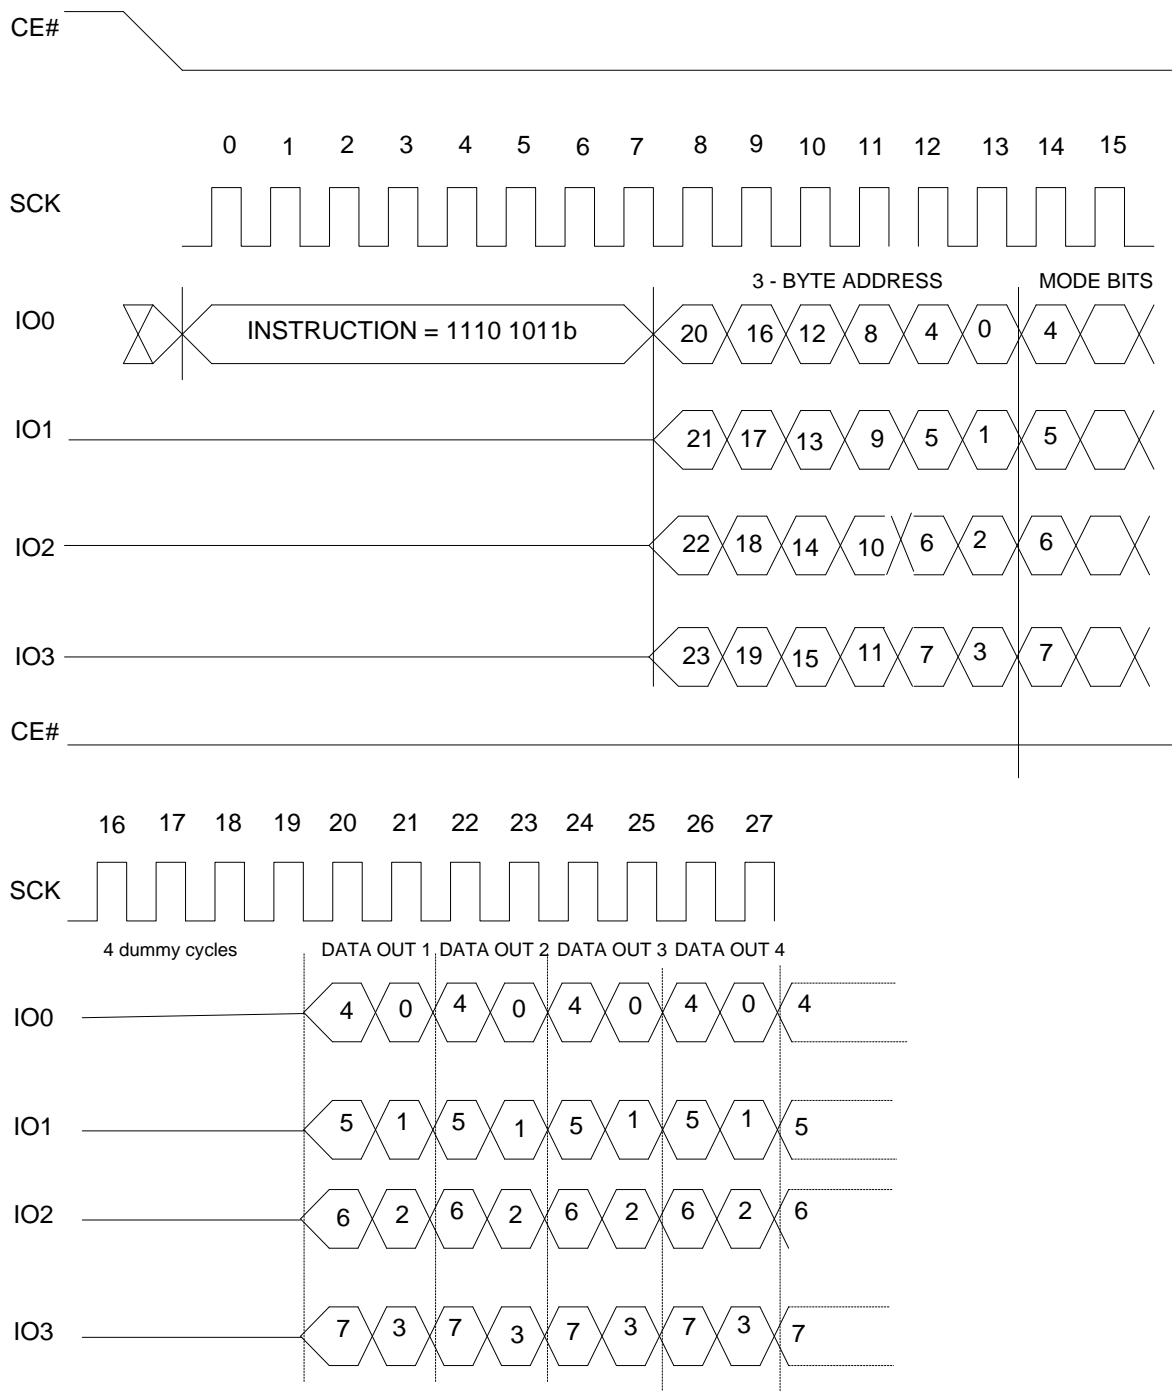 CE#
0 1 2 3 4 5 6 7 8 9 10 11 12 13 14 15
SCK
3 - BYTE ADDRESS MODE BITS
IO0 INSTRUCTION = 1110 1011b 20 16 12 8 4 0 4
IO1 21 17 13 9 5 1 5
IO2 22 18 14 10 6 2 6
IO3 23 19 15 11 7 3 7
CE#
16 17 18 19 20 21 22 23 24 25 26 27
SCK
4 dummy cycles DATA OUT 1 DATA OUT 2 DATA OUT 3 DATA OUT 4
IO0 4 0 4 0 4 0 4 0 4
IO1 5 1 5 1 5 1 5 1 5
IO2 6 2 6 2 6 2 6 2 6
IO3 7 3 7 3 7 3 7 3 7